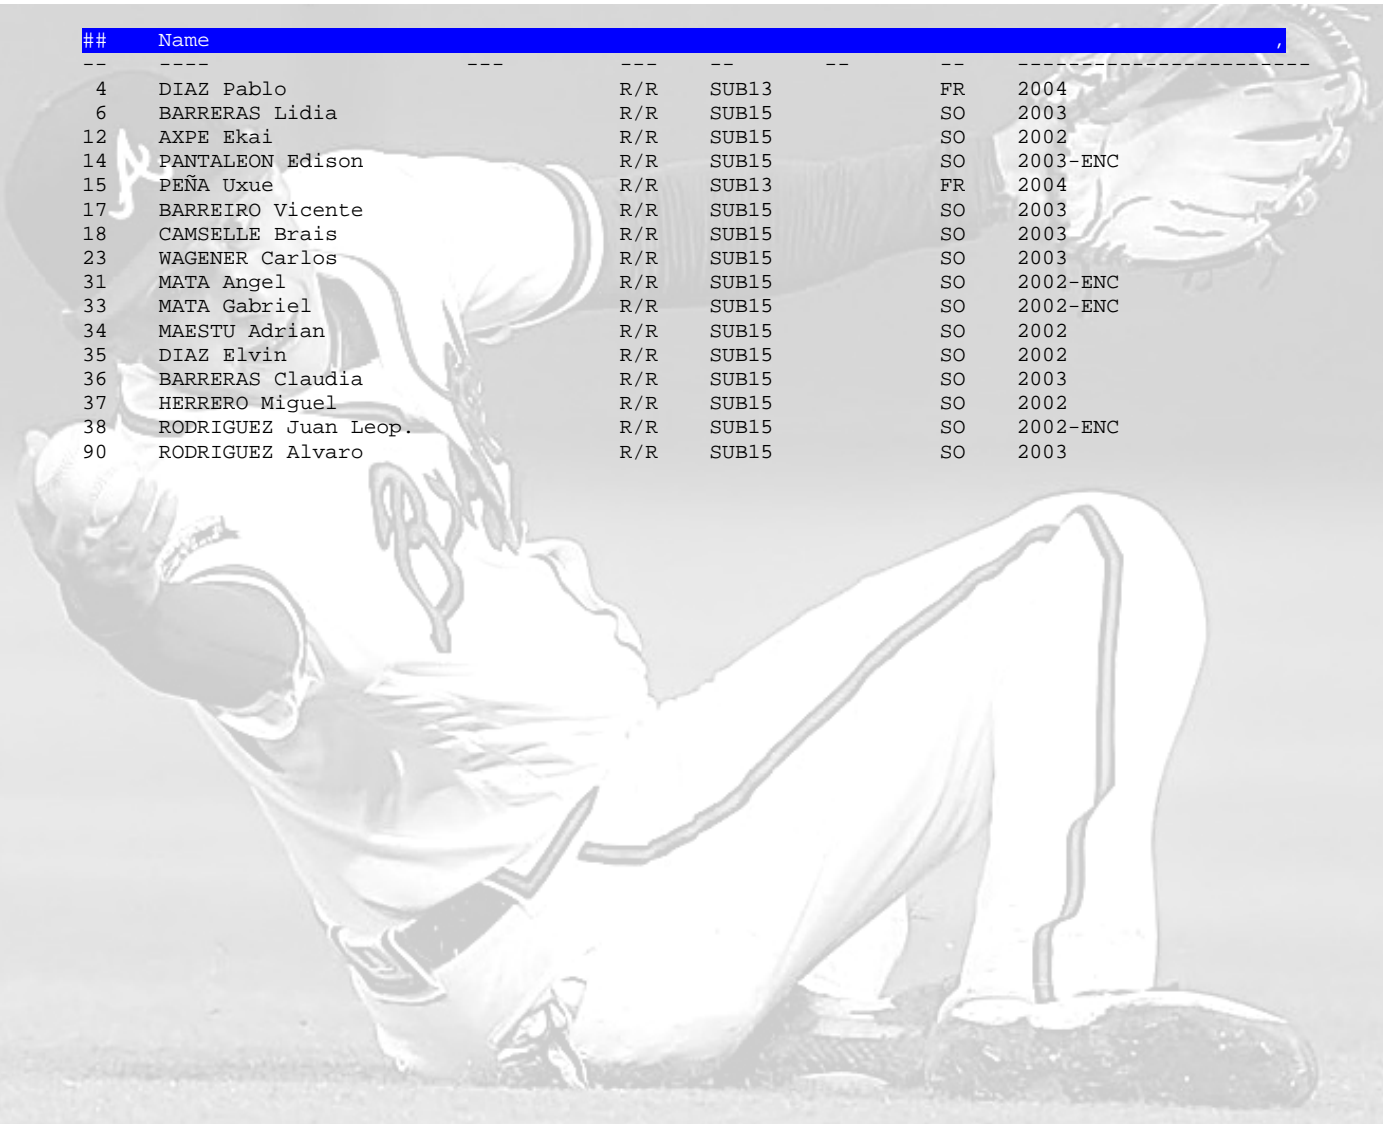 ## Name ,
-- ---- --- --- -- -- -- -----------------------
4 DIAZ Pablo R/R SUB13 FR 2004
6 BARRERAS Lidia R/R SUB15 SO 2003
12 AXPE Ekai R/R SUB15 SO 2002
14 PANTALEON Edison R/R SUB15 SO 2003-ENC
15 PEÑA Uxue R/R SUB13 FR 2004
17 BARREIRO Vicente R/R SUB15 SO 2003
18 CAMSELLE Brais R/R SUB15 SO 2003
23 WAGENER Carlos R/R SUB15 SO 2003
31 MATA Angel R/R SUB15 SO 2002-ENC
33 MATA Gabriel R/R SUB15 SO 2002-ENC
34 MAESTU Adrian R/R SUB15 SO 2002
35 DIAZ Elvin R/R SUB15 SO 2002
36 BARRERAS Claudia R/R SUB15 SO 2003
37 HERRERO Miguel R/R SUB15 SO 2002
38 RODRIGUEZ Juan Leop. R/R SUB15 SO 2002-ENC
90 RODRIGUEZ Alvaro R/R SUB15 SO 2003